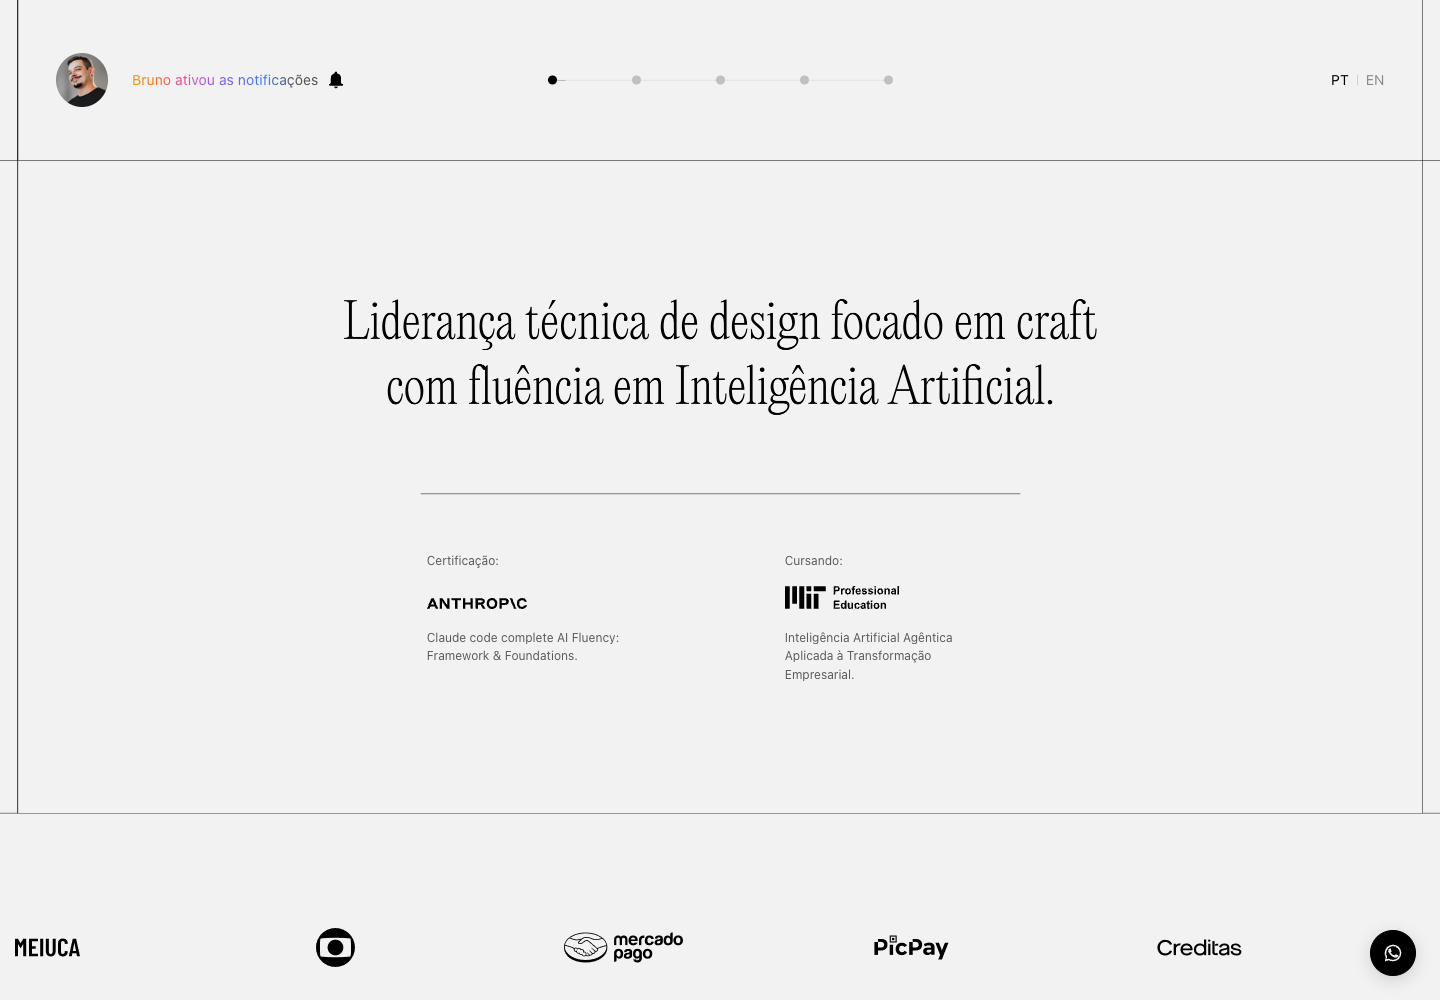 Bruno ativou as notificações
PT | EN
Liderança técnica de design focado em craft
com fluência em Inteligência Artificial.
Certificação:
ANTHROP\C
Claude code complete AI Fluency:
Framework & Foundations.
Cursando:
MIT Professional
Education
Inteligência Artificial Agêntica
Aplicada à Transformação
Empresarial.
MEIUCA
mercado
pago
PicPay
Creditas